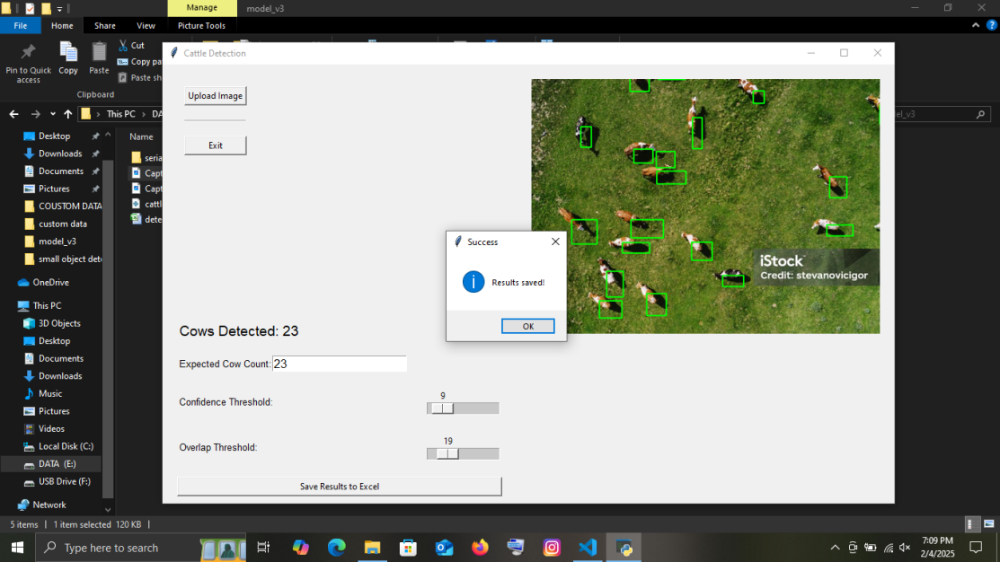 Manage
model_v3
File
Home
Share
View
Picture Tools
Pin to Quick
access
Copy
Paste
Cut
Copy pa
Paste sh
Clipboard
This PC
DA
el_v3
Desktop
Downloads
Documents
Pictures
COUSTOM DATA
custom data
model_v3
small object dete
OneDrive
This PC
3D Objects
Desktop
Documents
Downloads
Music
Pictures
Videos
Local Disk (C:)
DATA (E:)
USB Drive (F:)
Network
Name
seria
Capt
Capt
cattl
dete
Cattle Detection
Upload Image
Exit
iStock
Credit: stevanovicigor
Success
Results saved!
OK
Cows Detected: 23
Expected Cow Count: 23
Confidence Threshold:
9
Overlap Threshold:
19
Save Results to Excel
5 items
1 item selected 120 KB
Type here to search
7:09 PM
2/4/2025